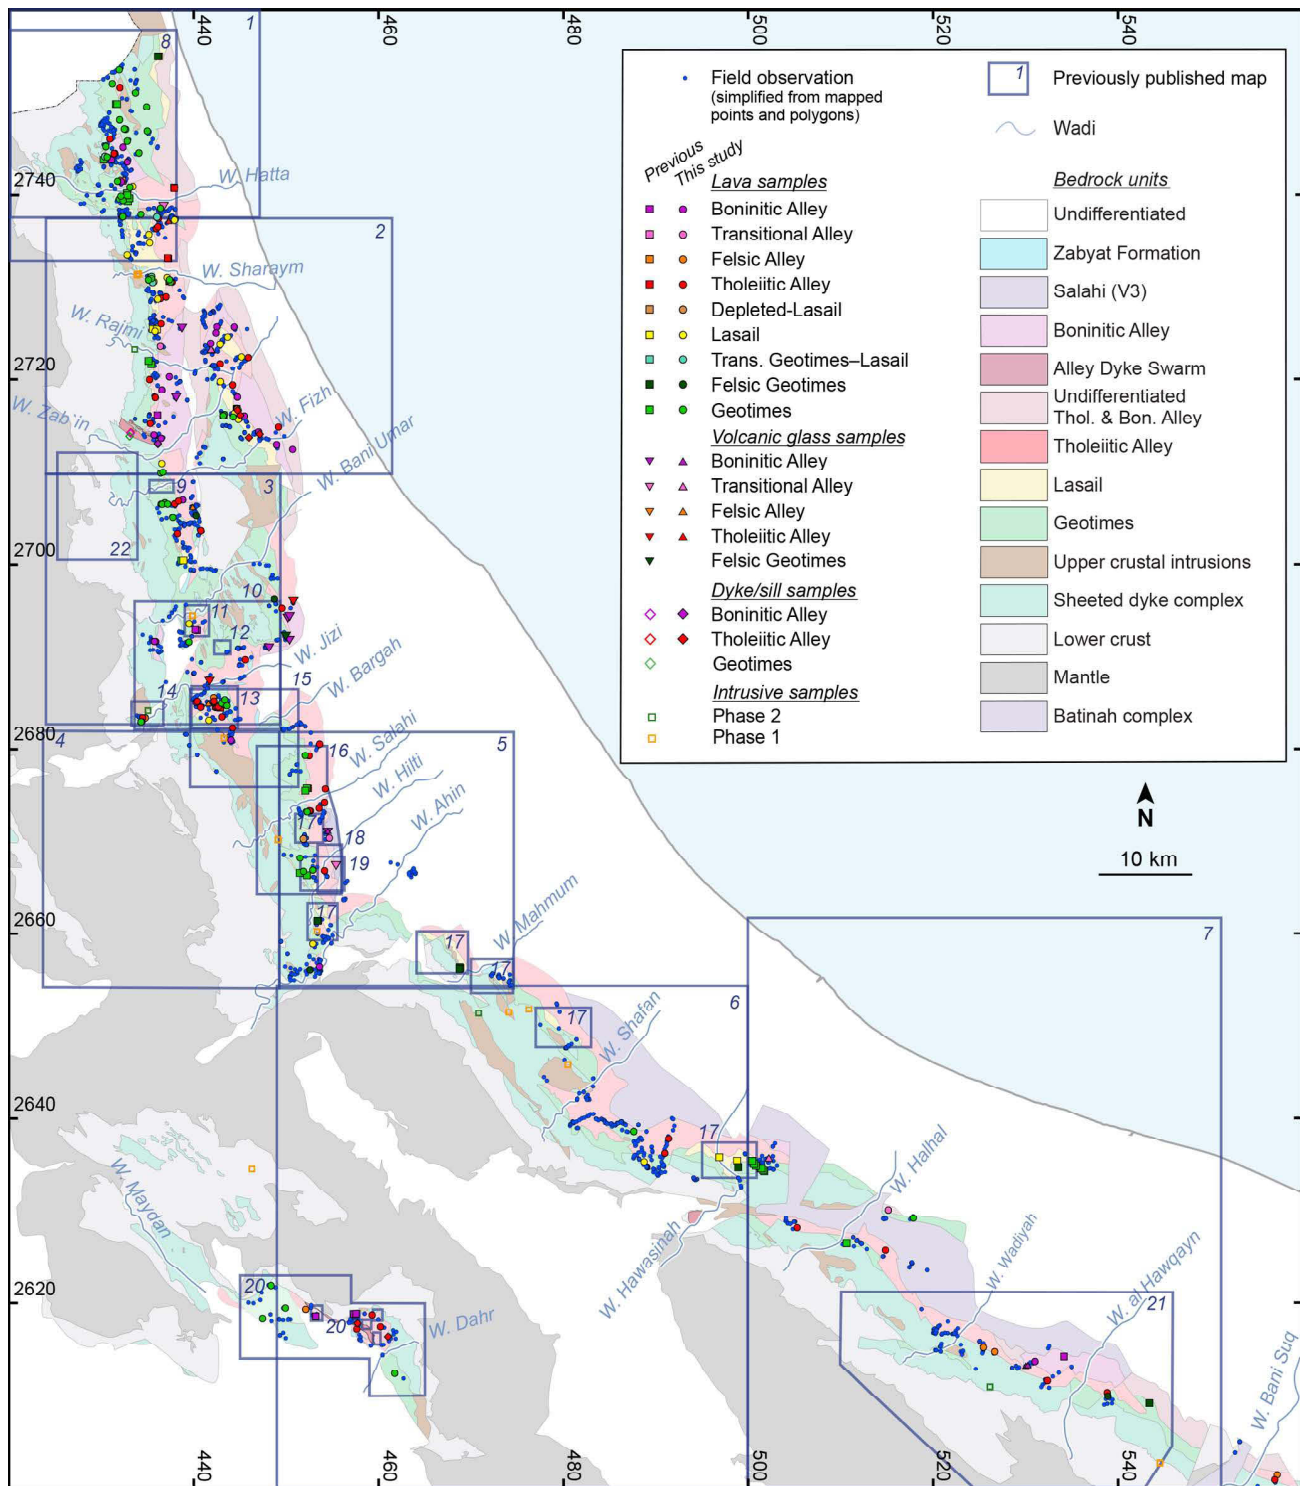 440
460
480
500
520
540
1
8
2740
W. Hatta
2
W. Sharaym
W. Rajmi
2720
W. Zab'in
W. Fizh
W. Bani Umar
9
3
22
2700
10
11
12
W. Jizi
W. Bargah
14
13
15
2680
4
16
5
W. Salahi
W. Hilti
W. Ahin
17
18
19
2660
17
17
W. Mahmum
17
7
6
17
W. Shafan
2640
17
W. Halhal
W. Maydan
W. Hawasinah
W. Wadiyah
W. al Hawqayn
2620
20
20
W. Dahr
21
W. Bani Suq
440
460
480
500
520
540
Field observation
(simplified from mapped
points and polygons)
Previous
This study
Lava samples
Boninitic Alley
Transitional Alley
Felsic Alley
Tholeiitic Alley
Depleted-Lasail
Lasail
Trans. Geotimes–Lasail
Felsic Geotimes
Geotimes
Volcanic glass samples
Boninitic Alley
Transitional Alley
Felsic Alley
Tholeiitic Alley
Felsic Geotimes
Dyke/sill samples
Boninitic Alley
Tholeiitic Alley
Geotimes
Intrusive samples
Phase 2
Phase 1
1
Previously published map
Wadi
Bedrock units
Undifferentiated
Zabyat Formation
Salahi (V3)
Boninitic Alley
Alley Dyke Swarm
Undifferentiated
Thol. & Bon. Alley
Tholeiitic Alley
Lasail
Geotimes
Upper crustal intrusions
Sheeted dyke complex
Lower crust
Mantle
Batinah complex
N
10 km